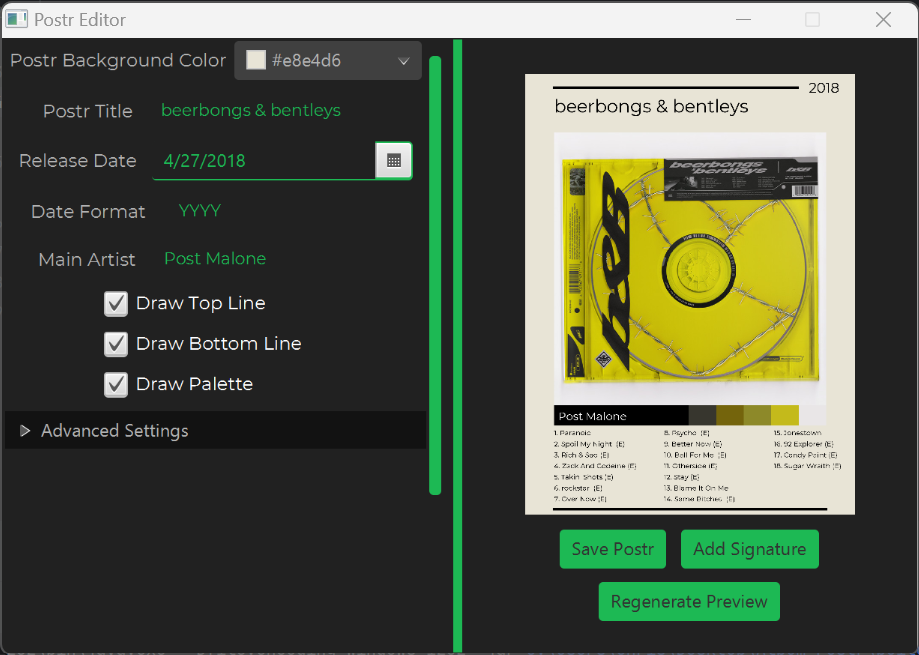 Postr Editor
Postr Background Color
#e8e4d6
Postr Title
beerbongs & bentleys
Release Date
4/27/2018
Date Format
YYYY
Main Artist
Post Malone
Draw Top Line
Draw Bottom Line
Draw Palette
Advanced Settings
2018
beerbongs & bentleys
beerbongs
bentleys
b&b
Post Malone
1. Paranoid
2. Spoil My Night (E)
3. Rich & Sad (E)
4. Zack And Codeine (E)
5. Takin' Shots (E)
6. rockstar (E)
7. Over Now (E)
8. Psycho (E)
9. Better Now (E)
10. Ball For Me (E)
11. Otherside (E)
12. Stay (E)
13. Blame It On Me
14. Same Bitches (E)
15. Jonestown
16. 92 Explorer (E)
17. Candy Paint (E)
18. Sugar Wraith (E)
Save Postr
Add Signature
Regenerate Preview